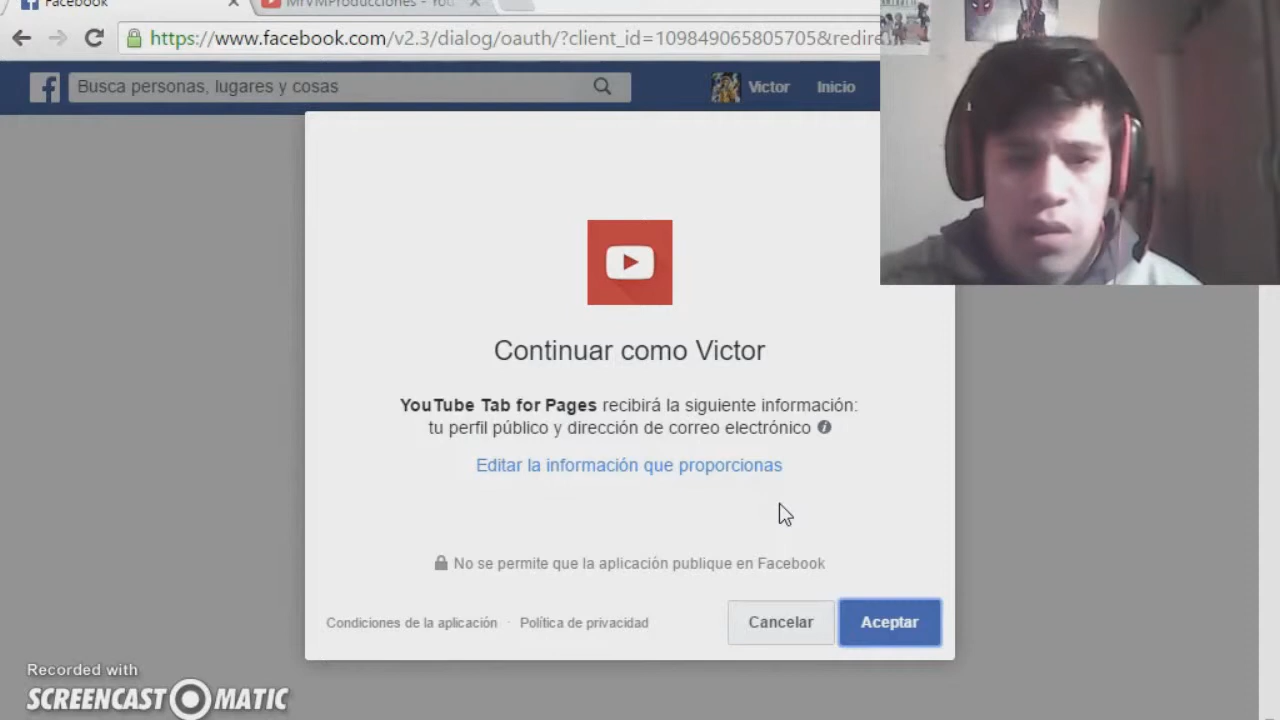 Facebook
MrVMProducciones - You
https://www.facebook.com/v2.3/dialog/oauth/?client_id=109849065805705&redire
Busca personas, lugares y cosas
Victor
Inicio
Continuar como Victor
YouTube Tab for Pages recibirá la siguiente información:
tu perfil público y dirección de correo electrónico
Editar la información que proporcionas
No se permite que la aplicación publique en Facebook
Condiciones de la aplicación · Política de privacidad
Cancelar
Aceptar
Recorded with
SCREENCAST MATIC